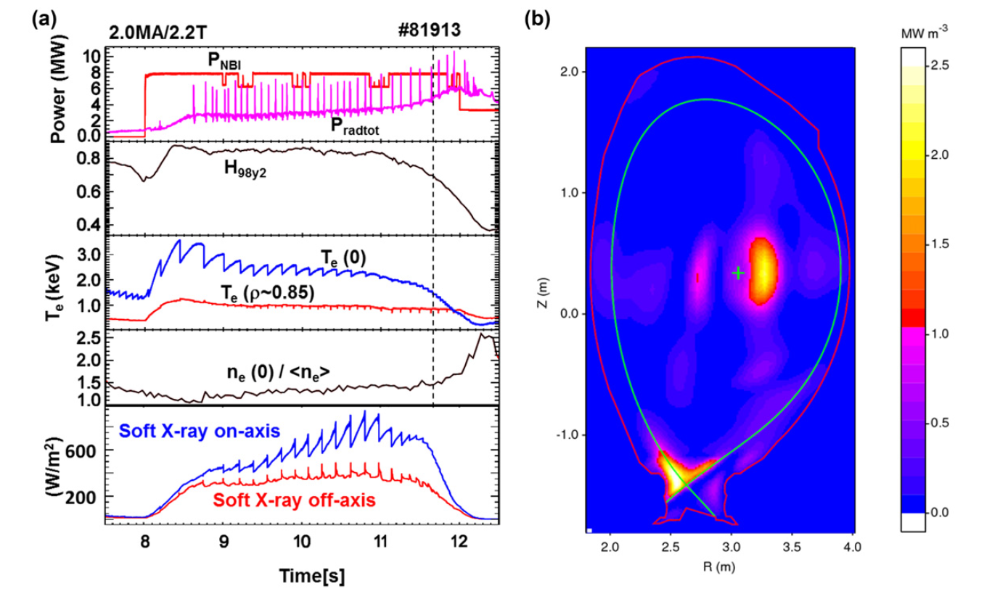 (a)
2.0MA/2.2T
#81913
Power (MW)
10
8
6
4
2
0.0
P_NBI
P_radtot
0.8
0.6
0.4
H_98y2
T_e (keV)
3.0
2.0
1.0
T_e (0)
T_e (ρ~0.85)
2.5
2.0
1.5
1.0
n_e (0) / <n_e>
(W/m²)
600
200
Soft X-ray on-axis
Soft X-ray off-axis
8 9 10 11 12
Time[s]
(b)
2.0
1.0
0.0
-1.0
Z (m)
2.0 2.5 3.0 3.5 4.0
R (m)
MW m⁻³
2.5
2.0
1.5
1.0
0.5
0.0